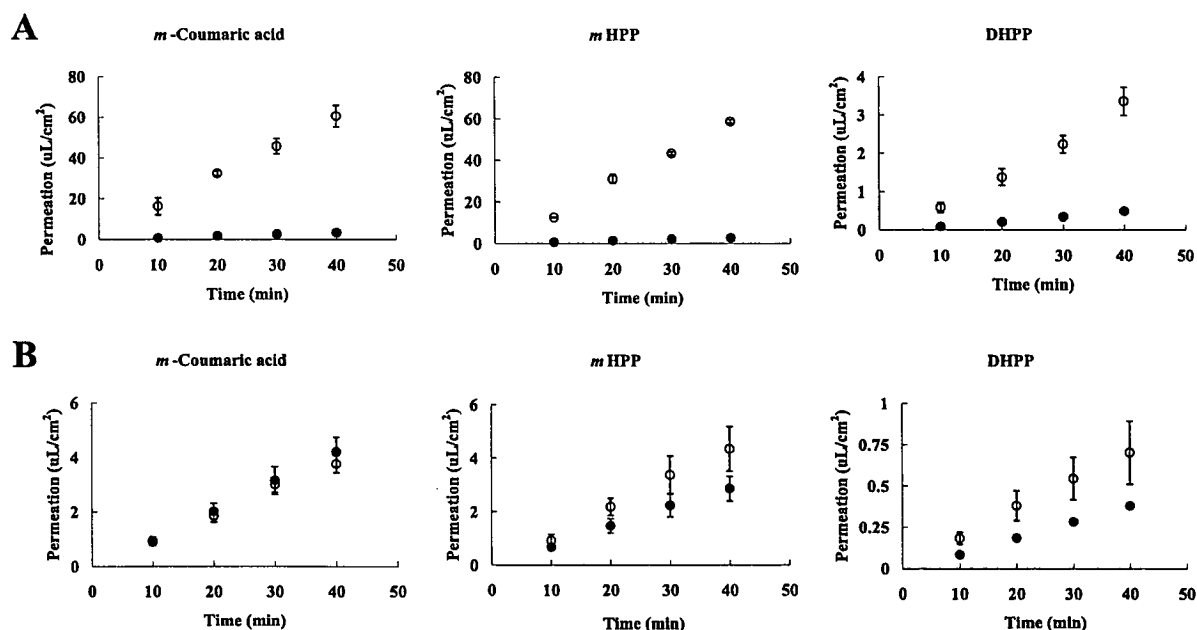 A
m-Coumaric acid
mHPP
DHPP
Permeation (uL/cm²)
80
60
40
20
0
0 10 20 30 40 50
Time (min)
Permeation (uL/cm²)
80
60
40
20
0
0 10 20 30 40 50
Time (min)
Permeation (uL/cm²)
4
3
2
1
0
0 10 20 30 40 50
Time (min)
B
m-Coumaric acid
mHPP
DHPP
Permeation (uL/cm²)
6
4
2
0
0 10 20 30 40 50
Time (min)
Permeation (uL/cm²)
6
4
2
0
0 10 20 30 40 50
Time (min)
Permeation (uL/cm²)
1
0.75
0.5
0.25
0
0 10 20 30 40 50
Time (min)